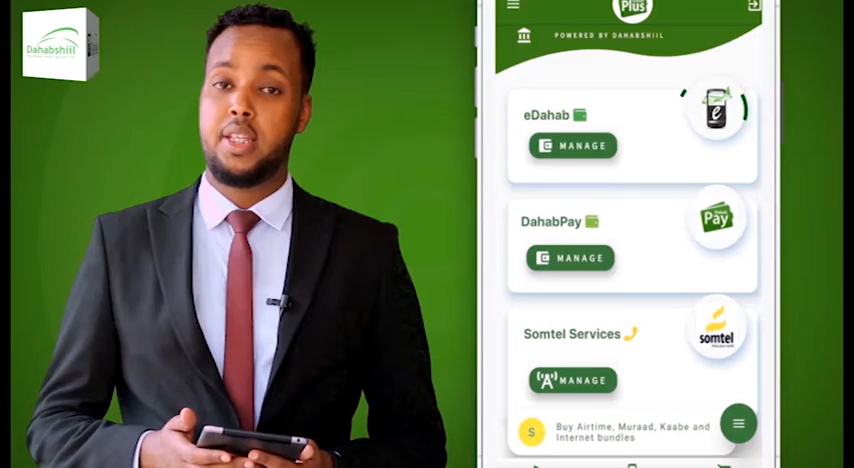 Dahabshiil
Plus
POWERED BY DAHABSHIIL
eDahab
e
MANAGE
DahabPay
Pay
MANAGE
Somtel Services
somtel
MANAGE
S
Buy Airtime, Muraad, Kaabe and
Internet bundles